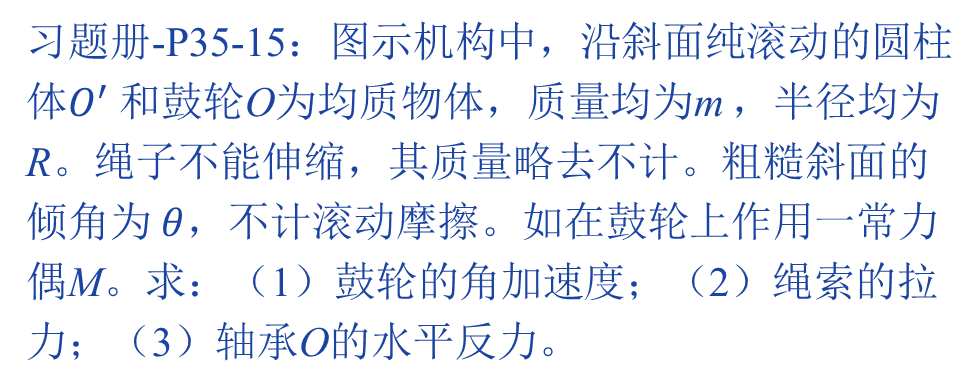 习题册-P35-15：图示机构中，沿斜面纯滚动的圆柱
体O′ 和鼓轮O为均质物体，质量均为m，半径均为
R。绳子不能伸缩，其质量略去不计。粗糙斜面的
倾角为 θ，不计滚动摩擦。如在鼓轮上作用一常力
偶M。求：（1）鼓轮的角加速度；（2）绳索的拉
力；（3）轴承O的水平反力。